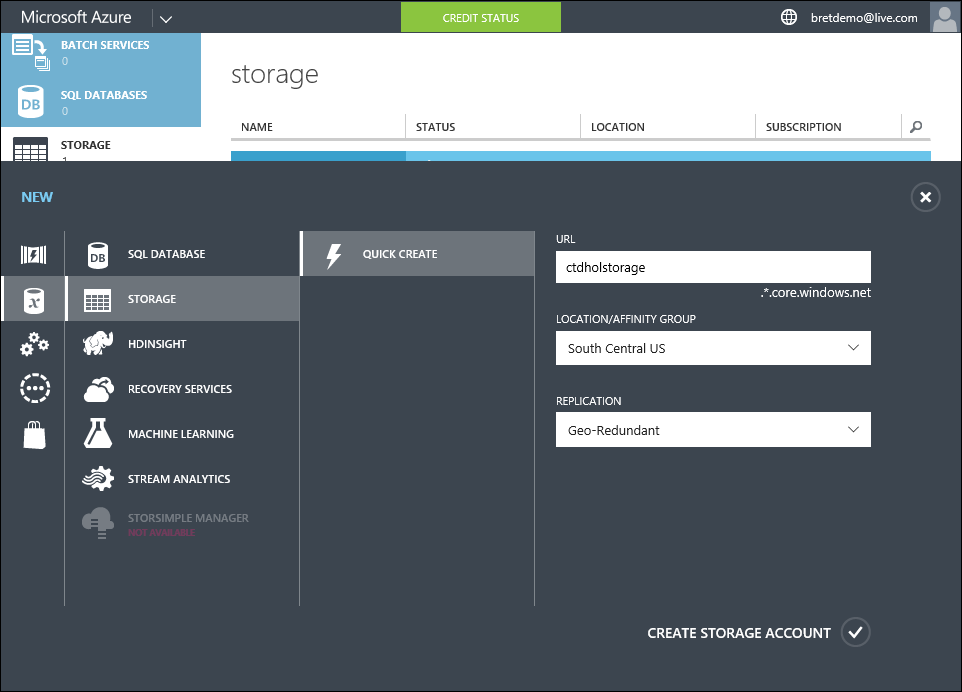 Microsoft Azure
CREDIT STATUS
bretdemo@live.com
BATCH SERVICES
0
SQL DATABASES
0
DB
STORAGE
1
storage
NAME STATUS LOCATION SUBSCRIPTION
NEW
DB SQL DATABASE
x STORAGE
HDINSIGHT
RECOVERY SERVICES
MACHINE LEARNING
STREAM ANALYTICS
STORSIMPLE MANAGER
NOT AVAILABLE
QUICK CREATE
URL
ctdholstorage
.*.core.windows.net
LOCATION/AFFINITY GROUP
South Central US
REPLICATION
Geo-Redundant
CREATE STORAGE ACCOUNT